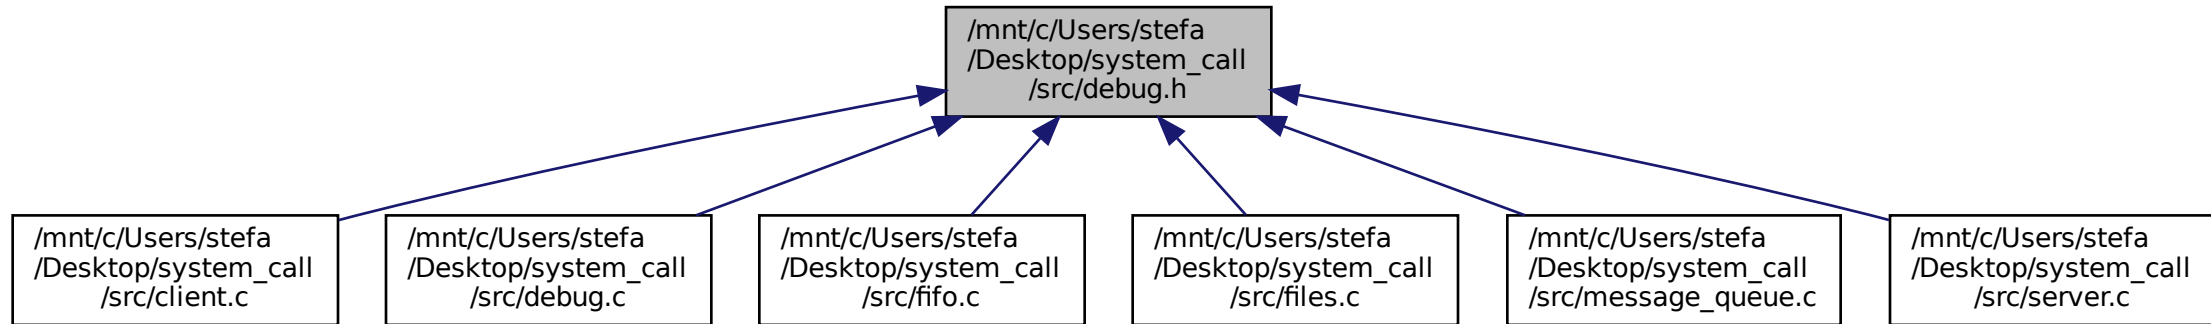 /mnt/c/Users/stefa
/Desktop/system_call
/src/debug.h
/mnt/c/Users/stefa
/Desktop/system_call
/src/client.c
/mnt/c/Users/stefa
/Desktop/system_call
/src/debug.c
/mnt/c/Users/stefa
/Desktop/system_call
/src/fifo.c
/mnt/c/Users/stefa
/Desktop/system_call
/src/files.c
/mnt/c/Users/stefa
/Desktop/system_call
/src/message_queue.c
/mnt/c/Users/stefa
/Desktop/system_call
/src/server.c